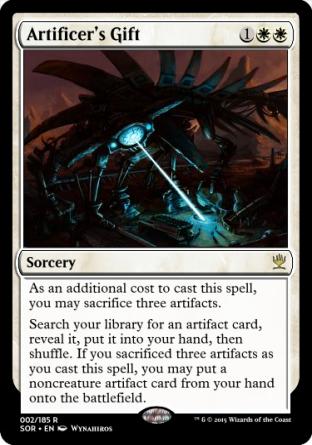 Artificer's Gift 1
Sorcery
As an additional cost to cast this spell,
you may sacrifice three artifacts.
Search your library for an artifact card,
reveal it, put it into your hand, then
shuffle. If you sacrificed three artifacts as
you cast this spell, you may put a
noncreature artifact card from your hand
onto the battlefield.
002/185 R
SOR • EN WYNAHIROS
™ & © 2015 Wizards of the Coast